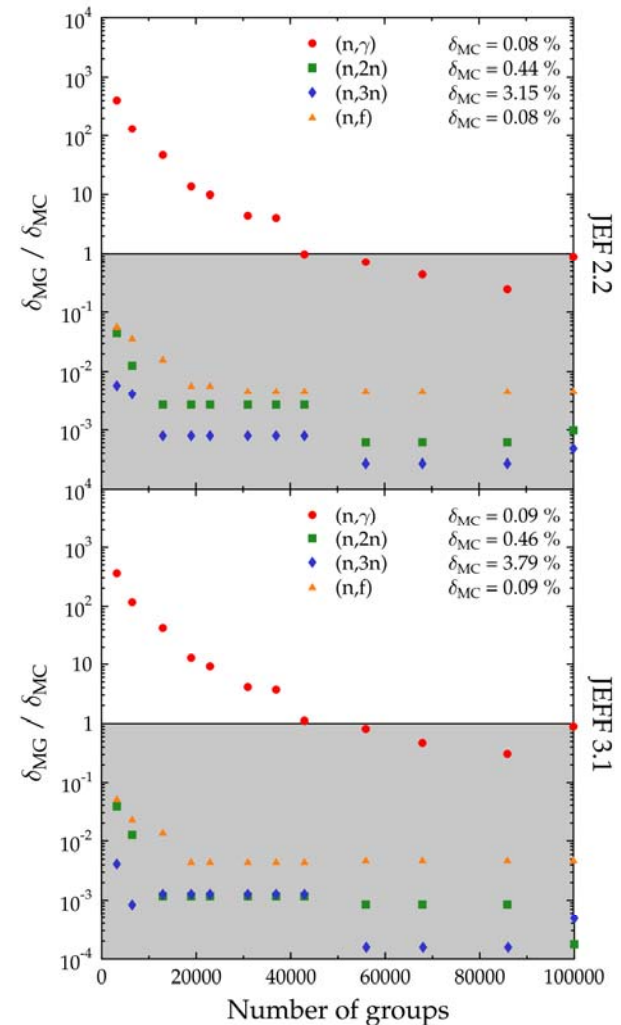 10⁴
10³
10²
10
1
10⁻¹
10⁻²
10⁻³
10⁴
δMG / δMC
(n,γ) δMC = 0.08 %
(n,2n) δMC = 0.44 %
(n,3n) δMC = 3.15 %
(n,f) δMC = 0.08 %
JEF 2.2
10³
10²
10
1
10⁻¹
10⁻²
10⁻³
10⁻⁴
δMG / δMC
(n,γ) δMC = 0.09 %
(n,2n) δMC = 0.46 %
(n,3n) δMC = 3.79 %
(n,f) δMC = 0.09 %
JEFF 3.1
0 20000 40000 60000 80000 100000
Number of groups